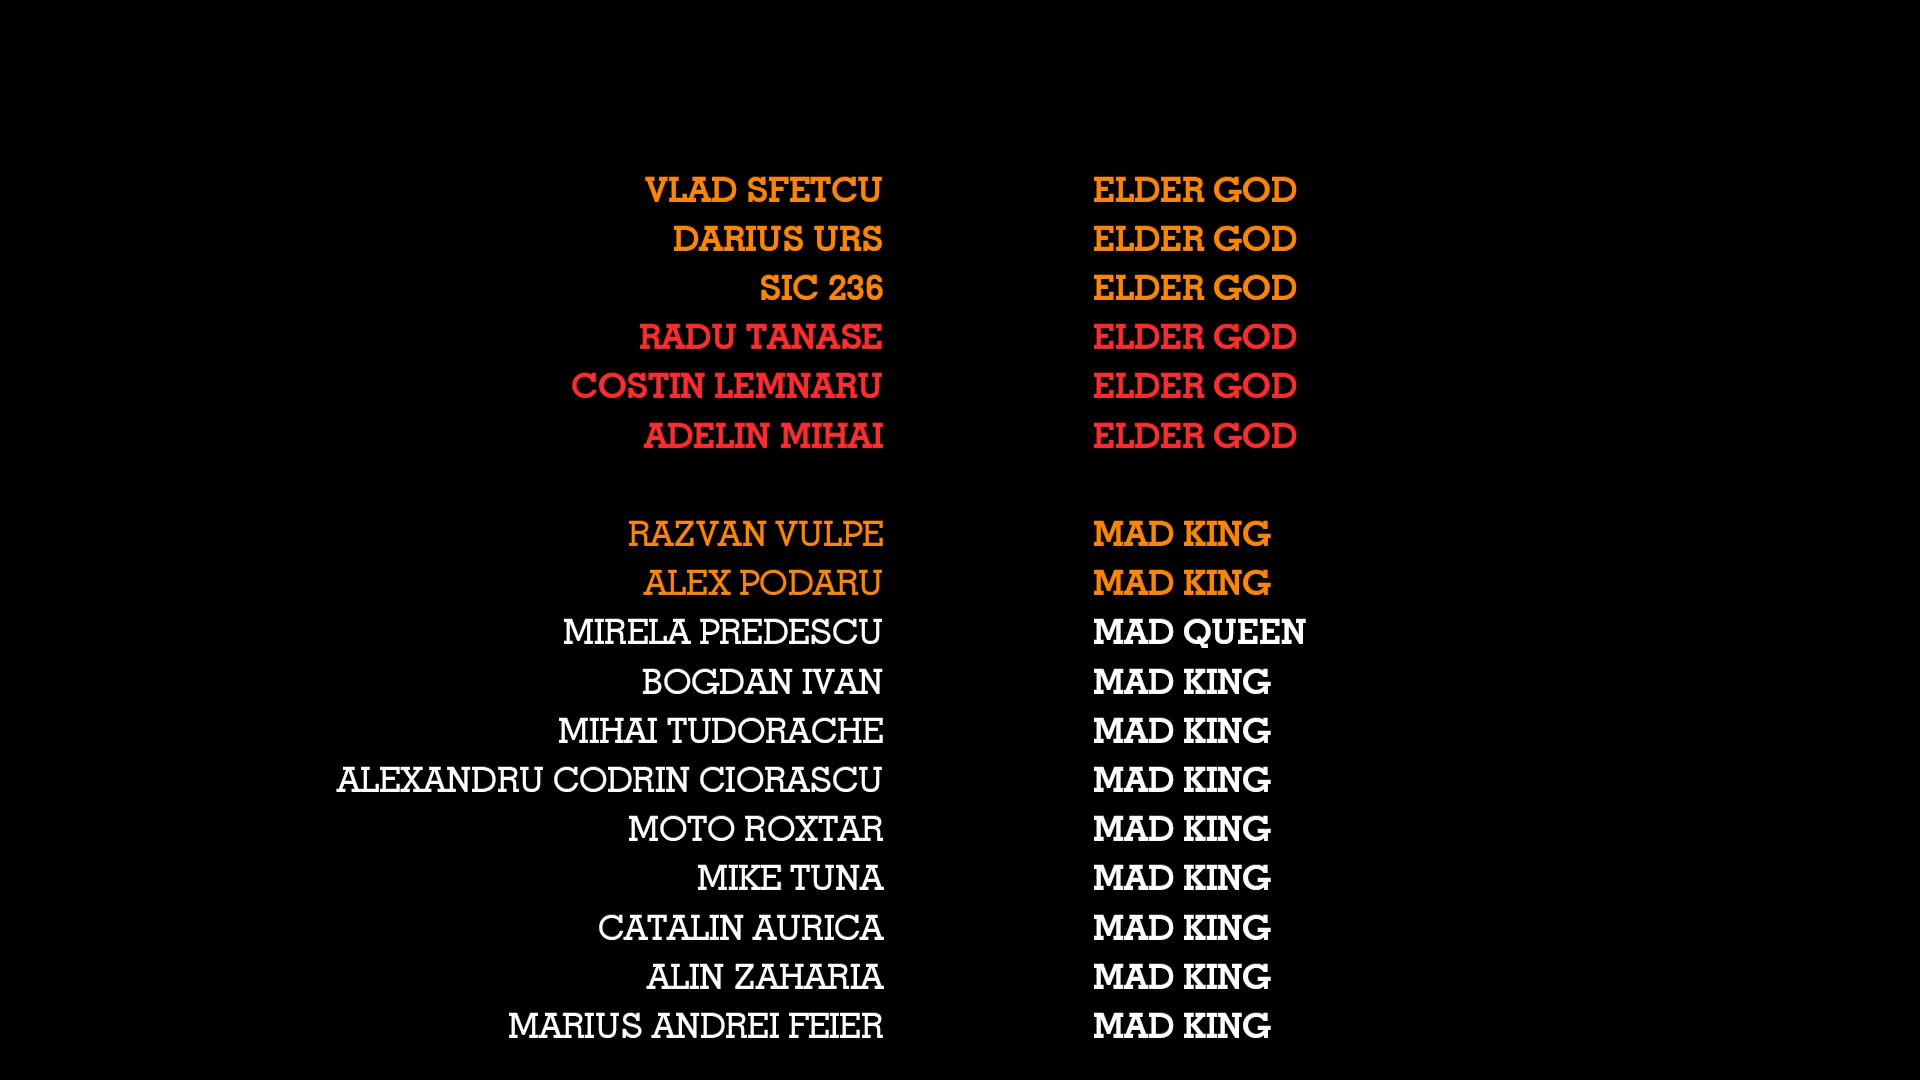 VLAD SFETCU ELDER GOD
DARIUS URS ELDER GOD
SIC 236 ELDER GOD
RADU TANASE ELDER GOD
COSTIN LEMNARU ELDER GOD
ADELIN MIHAI ELDER GOD
RAZVAN VULPE MAD KING
ALEX PODARU MAD KING
MIRELA PREDESCU MAD QUEEN
BOGDAN IVAN MAD KING
MIHAI TUDORACHE MAD KING
ALEXANDRU CODRIN CIORASCU MAD KING
MOTO ROXTAR MAD KING
MIKE TUNA MAD KING
CATALIN AURICA MAD KING
ALIN ZAHARIA MAD KING
MARIUS ANDREI FEIER MAD KING